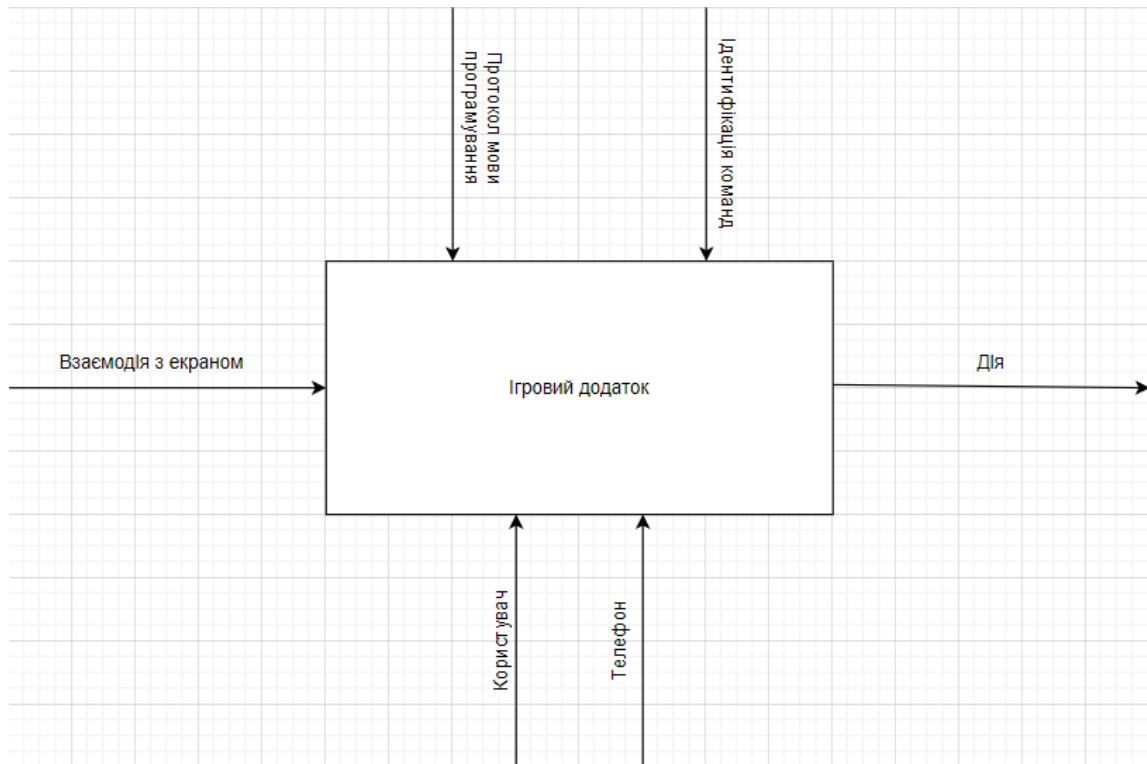 Протокол мови
програмування
Ідентифікація команд
Взаємодія з екраном
Ігровий додаток
Дія
Користувач
Телефон